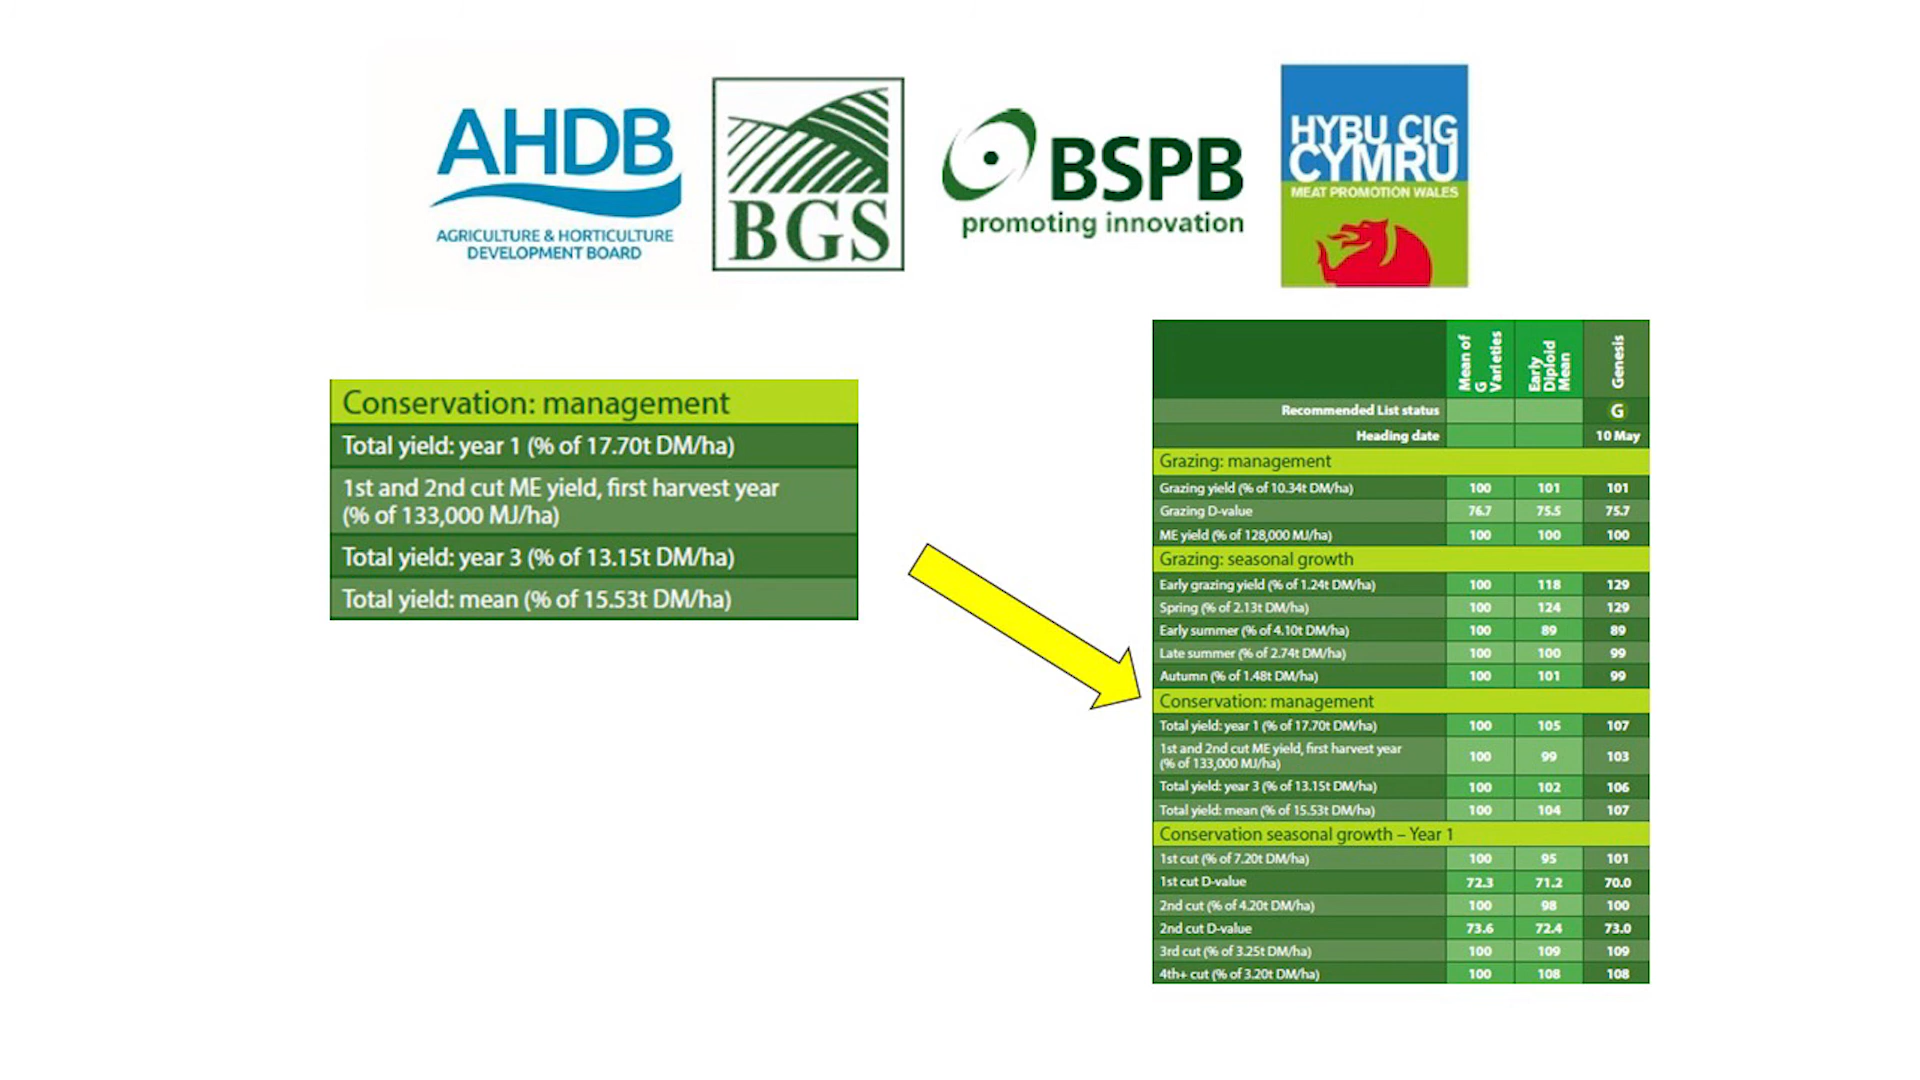 AHDB
AGRICULTURE & HORTICULTURE
DEVELOPMENT BOARD
BGS
BSPB
promoting innovation
HYBU CIG
CYMRU
MEAT PROMOTION WALES
Conservation: management
Total yield: year 1 (% of 17.70t DM/ha)
1st and 2nd cut ME yield, first harvest year
(% of 133,000 MJ/ha)
Total yield: year 3 (% of 13.15t DM/ha)
Total yield: mean (% of 15.53t DM/ha)
Mean of
G
Varieties
Early
Diploid
Mean
Genesis
Recommended List status G
Heading date 10 May
Grazing: management
Grazing yield (% of 10.34t DM/ha) 100 101 101
Grazing D-value 76.7 75.5 75.7
ME yield (% of 128,000 MJ/ha) 100 100 100
Grazing: seasonal growth
Early grazing yield (% of 1.24t DM/ha) 100 118 129
Spring (% of 2.13t DM/ha) 100 124 129
Early summer (% of 4.10t DM/ha) 100 89 89
Late summer (% of 2.74t DM/ha) 100 100 99
Autumn (% of 1.48t DM/ha) 100 101 99
Conservation: management
Total yield: year 1 (% of 17.70t DM/ha) 100 105 107
1st and 2nd cut ME yield, first harvest year
(% of 133,000 MJ/ha) 100 99 103
Total yield: year 3 (% of 13.15t DM/ha) 100 102 106
Total yield: mean (% of 15.53t DM/ha) 100 104 107
Conservation seasonal growth – Year 1
1st cut (% of 7.20t DM/ha) 100 95 101
1st cut D-value 72.3 71.2 70.0
2nd cut (% of 4.20t DM/ha) 100 98 100
2nd cut D-value 73.6 72.4 73.0
3rd cut (% of 3.25t DM/ha) 100 109 109
4th+ cut (% of 3.20t DM/ha) 100 108 108